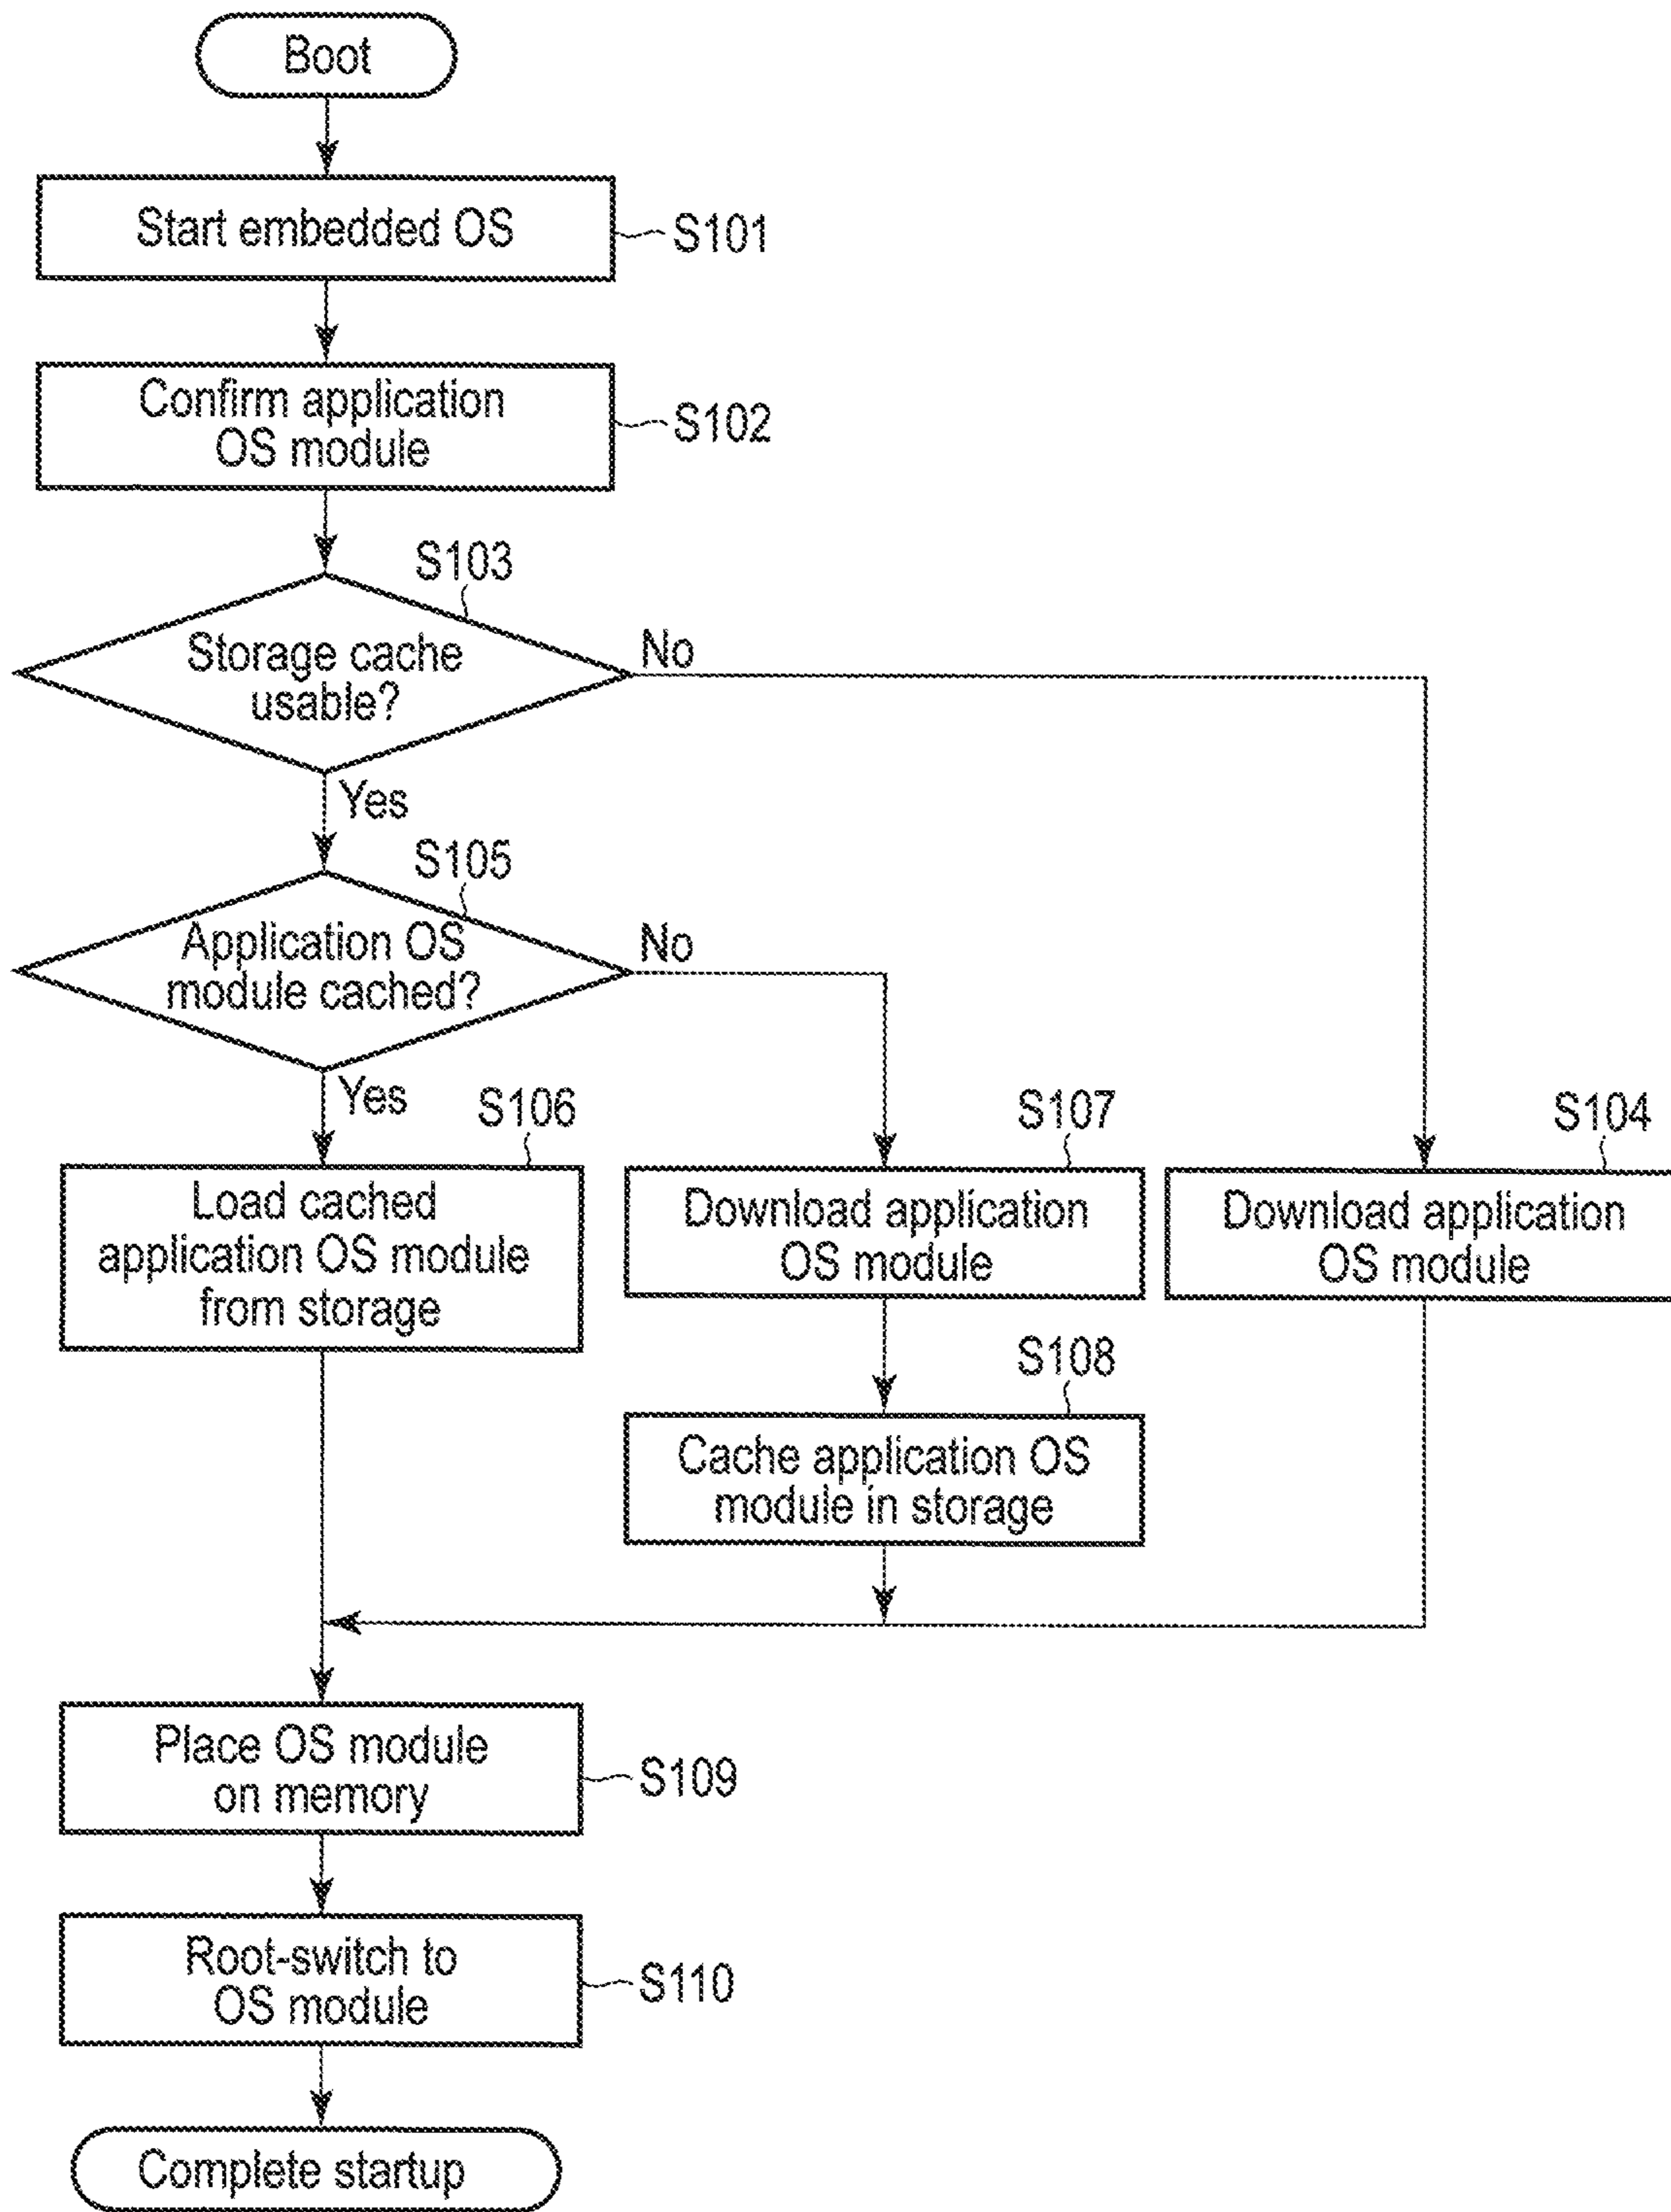 Boot
Start embedded OS
S101
Confirm application
OS module
S102
S103
Storage cache
usable?
No
Yes
S105
Application OS
module cached?
No
Yes
S106
Load cached
application OS module
from storage
S107
Download application
OS module
S104
Download application
OS module
S108
Cache application OS
module in storage
Place OS module
on memory
S109
Root-switch to
OS module
S110
Complete startup